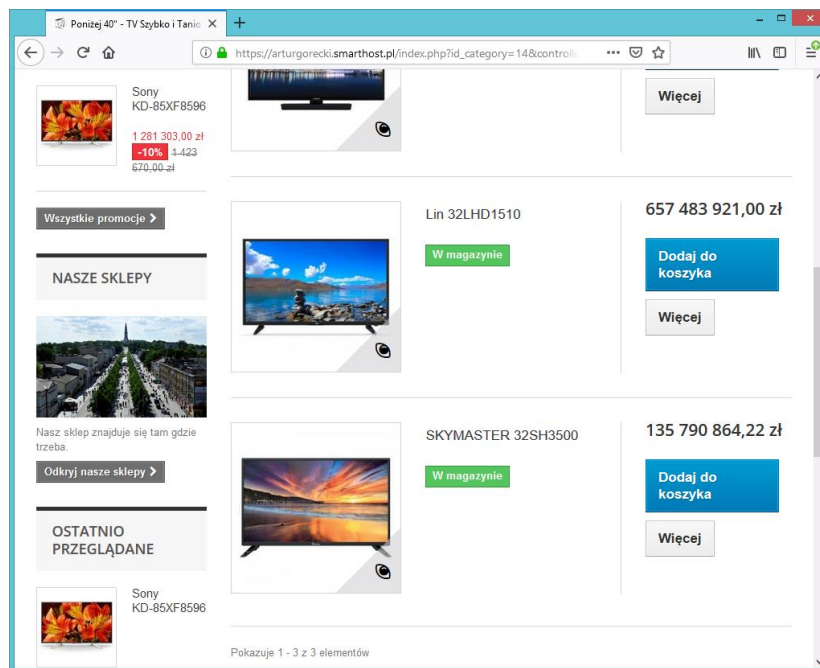 Poniżej 40" - TV Szybko i Tanio
https://arturgorecki.smarthost.pl/index.php?id_category=14&controlle
Sony
KD-85XF8596
1 281 303,00 zł
-10% 1 423
670,00 zł
Wszystkie promocje
NASZE SKLEPY
Nasz sklep znajduje się tam gdzie
trzeba.
Odkryj nasze sklepy
OSTATNIO
PRZEGLĄDANE
Sony
KD-85XF8596
Więcej
Lin 32LHD1510
W magazynie
657 483 921,00 zł
Dodaj do
koszyka
Więcej
SKYMASTER 32SH3500
W magazynie
135 790 864,22 zł
Dodaj do
koszyka
Więcej
Pokazuje 1 - 3 z 3 elementów